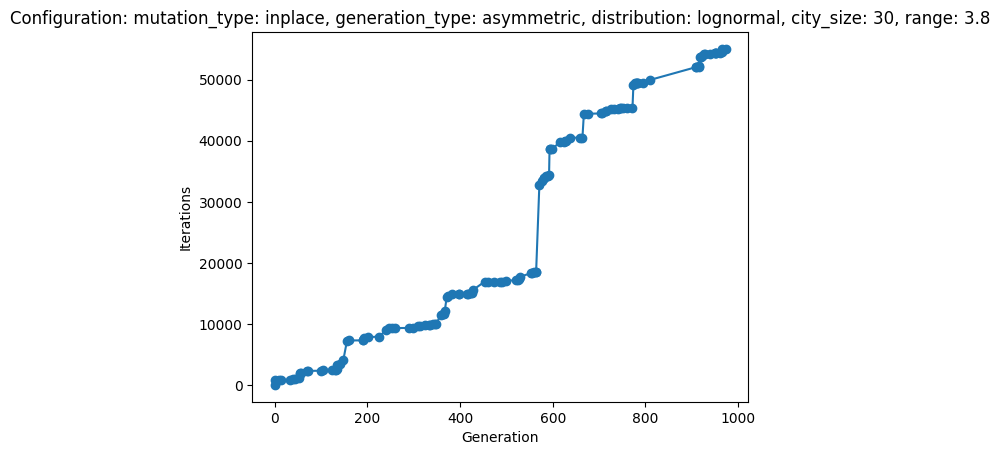 Configuration: mutation_type: inplace, generation_type: asymmetric, distribution: lognormal, city_size: 30, range: 3.8
50000
40000
30000
20000
10000
0
Iterations
0 200 400 600 800 1000
Generation